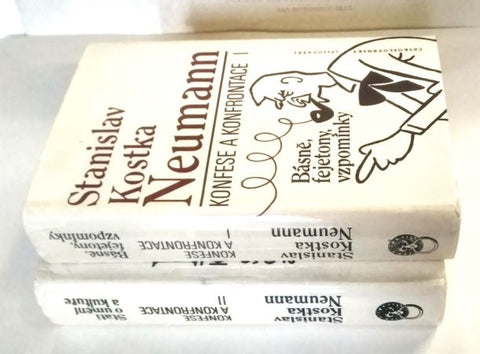 Stanislav
Kostka
Neumann
KONFESE A KONFRONTACE I
Básně,
fejetony,
vzpomínky
ČESKOSLOVENSKÝ
SPISOVATEL
Stanislav
Kostka
Neumann
KONFESE
A KONFRONTACE
I
Básně,
fejetony,
vzpomínky
Stanislav
Kostka
Neumann
KONFESE
A KONFRONTACE
II
Stati
o umění
a kultuře